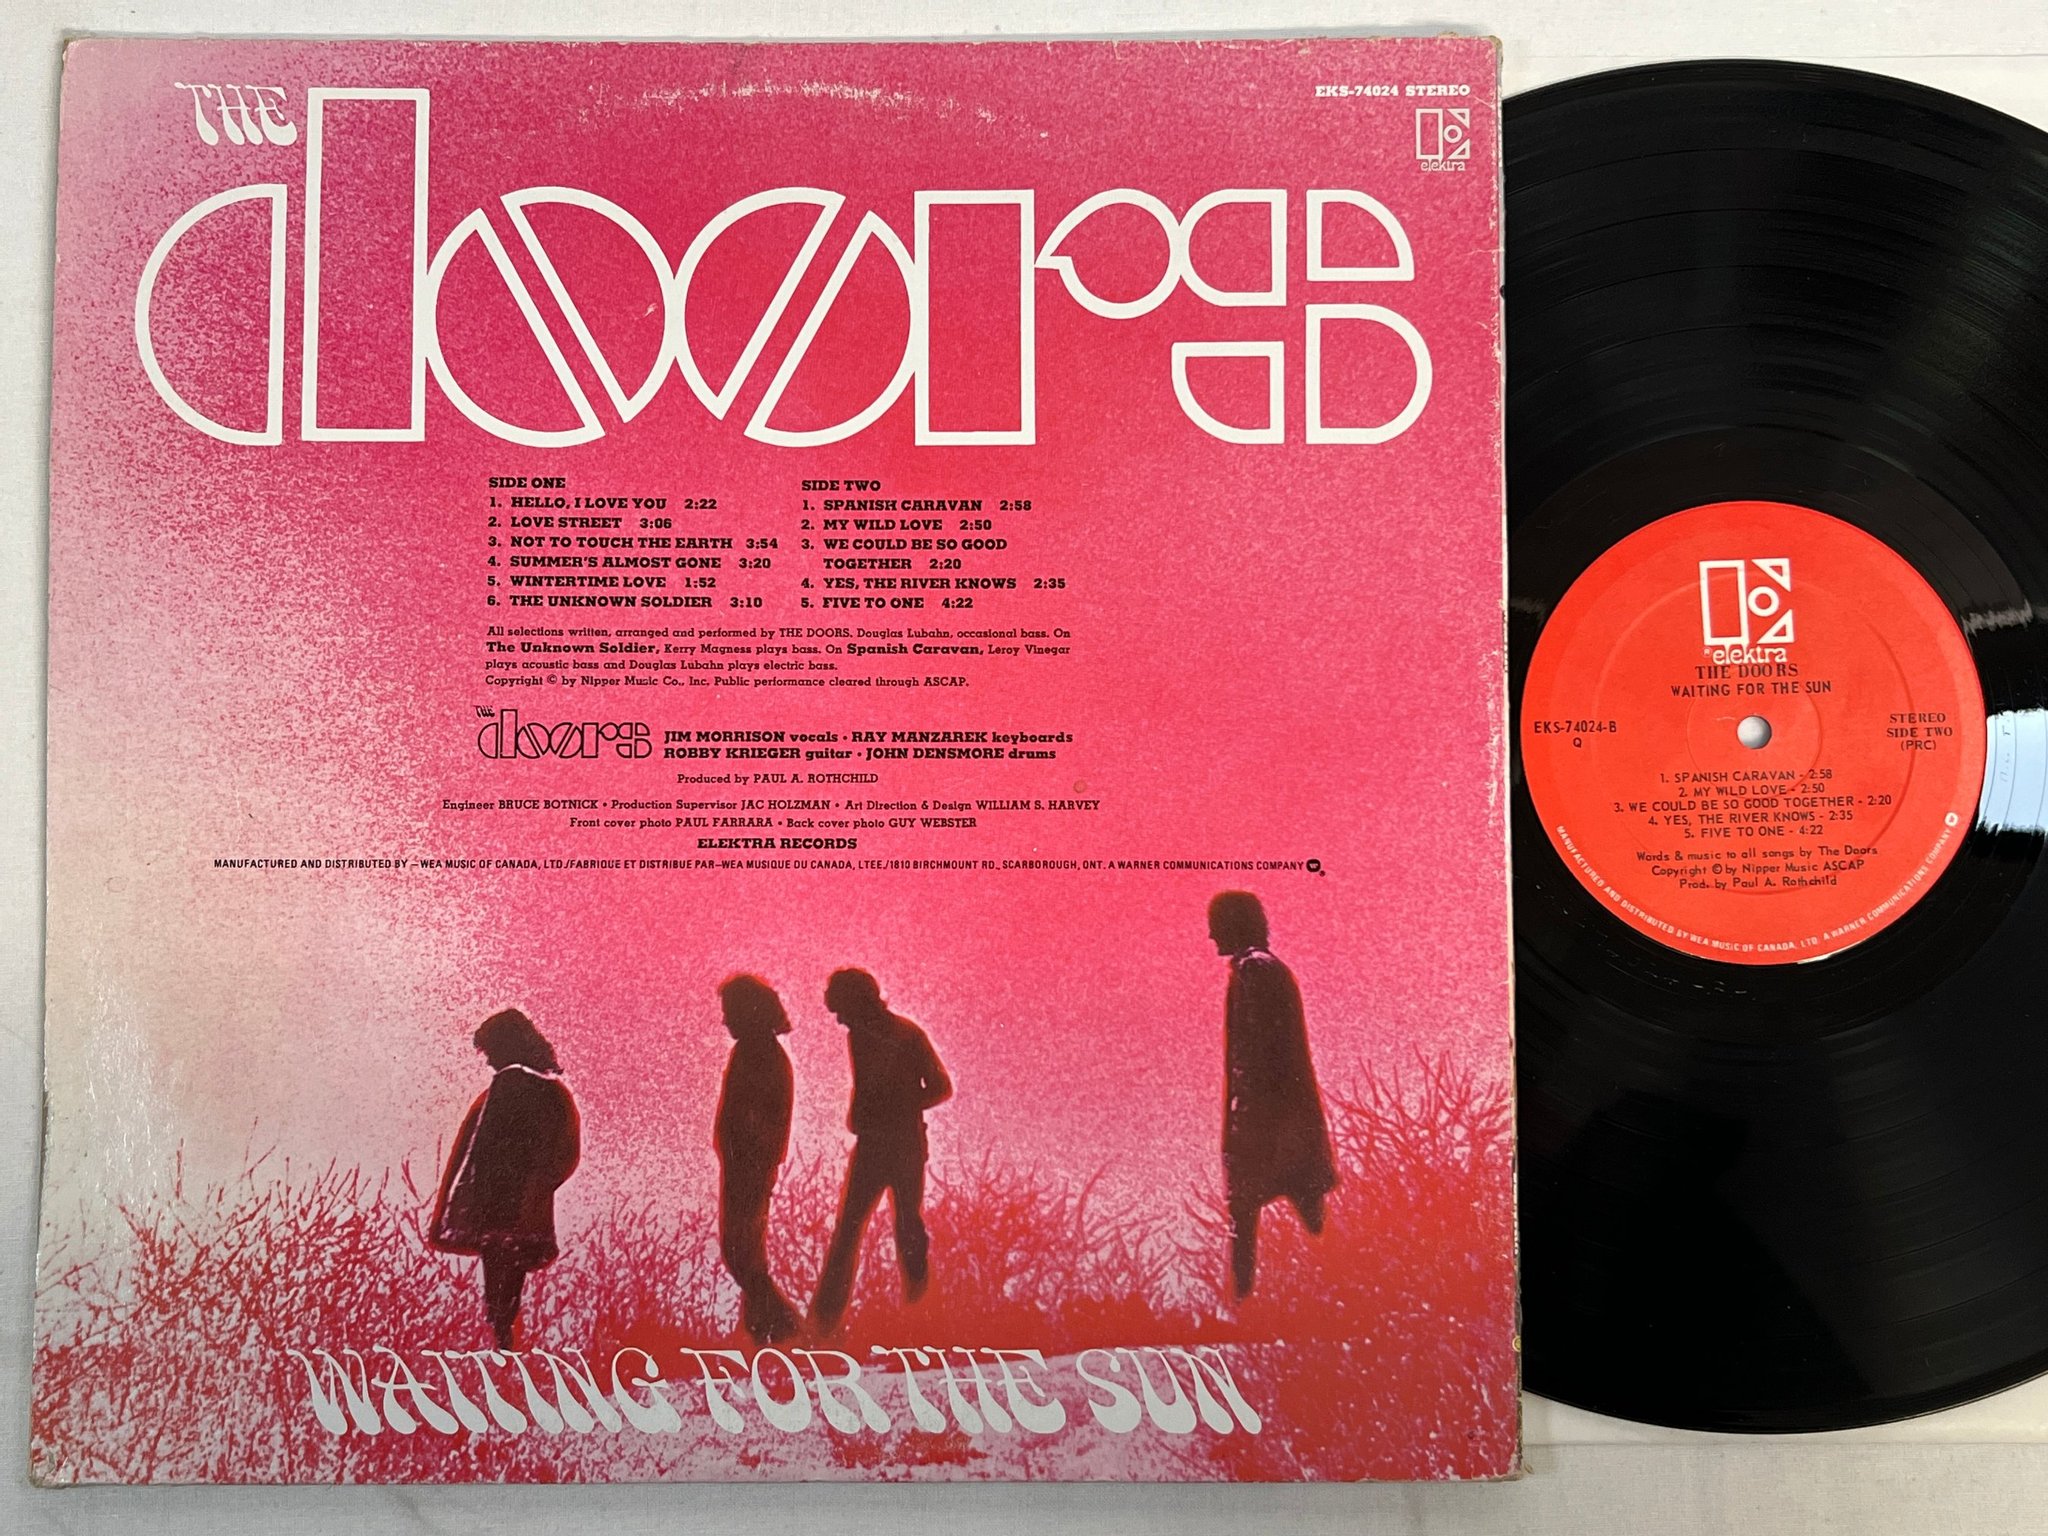 THE
doors
EKS-74024 STEREO
elektra
SIDE ONE
1. HELLO, I LOVE YOU 2:22
2. LOVE STREET 3:06
3. NOT TO TOUCH THE EARTH 3:54
4. SUMMER'S ALMOST GONE 3:20
5. WINTERTIME LOVE 1:52
6. THE UNKNOWN SOLDIER 3:10
SIDE TWO
1. SPANISH CARAVAN 2:58
2. MY WILD LOVE 2:50
3. WE COULD BE SO GOOD
TOGETHER 2:20
4. YES, THE RIVER KNOWS 2:35
5. FIVE TO ONE 4:22
All selections written, arranged and performed by THE DOORS. Douglas Lubahn, occasional bass. On
The Unknown Soldier, Kerry Magness plays bass. On Spanish Caravan, Leroy Vinegar
plays acoustic bass and Douglas Lubahn plays electric bass.
Copyright © by Nipper Music Co., Inc. Public performance cleared through ASCAP.
THE doors
JIM MORRISON vocals • RAY MANZAREK keyboards
ROBBY KRIEGER guitar • JOHN DENSMORE drums
Produced by PAUL A. ROTHCHILD
Engineer BRUCE BOTNICK • Production Supervisor JAC HOLZMAN • Art Direction & Design WILLIAM S. HARVEY
Front cover photo PAUL FARRARA • Back cover photo GUY WEBSTER
ELEKTRA RECORDS
MANUFACTURED AND DISTRIBUTED BY—WEA MUSIC OF CANADA, LTD./FABRIQUE ET DISTRIBUE PAR—WEA MUSIQUE DU CANADA, LTEE./1810 BIRCHMOUNT RD., SCARBOROUGH, ONT. A WARNER COMMUNICATIONS COMPANY
WAITING FOR THE SUN
® elektra
THE DOORS
WAITING FOR THE SUN
EKS-74024-B
Q
STEREO
SIDE TWO
(PRC)
1. SPANISH CARAVAN - 2:58
2. MY WILD LOVE - 2:50
3. WE COULD BE SO GOOD TOGETHER - 2:20
4. YES, THE RIVER KNOWS - 2:35
5. FIVE TO ONE - 4:22
Words & music to all songs by The Doors
Copyright © by Nipper Music ASCAP
Prod. by Paul A. Rothchild
MANUFACTURED AND DISTRIBUTED BY WEA MUSIC OF CANADA, LTD. A WARNER COMMUNICATIONS COMPANY